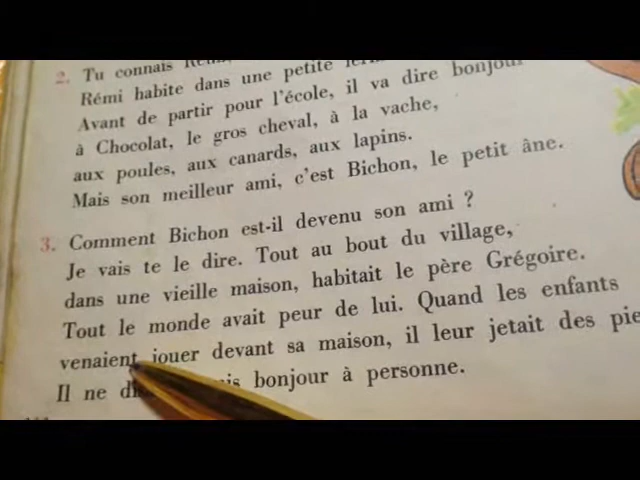 2. Tu connais
Rémi habite dans une petite
Avant de partir pour l'école, il va dire bonjour
à Chocolat, le gros cheval, à la vache,
aux poules, aux canards, aux lapins.
Mais son meilleur ami, c'est Bichon, le petit âne.
3. Comment Bichon est-il devenu son ami ?
Je vais te le dire. Tout au bout du village,
dans une vieille maison, habitait le père Grégoire.
Tout le monde avait peur de lui. Quand les enfants
venaient jouer devant sa maison, il leur jetait des
Il ne bonjour à personne.